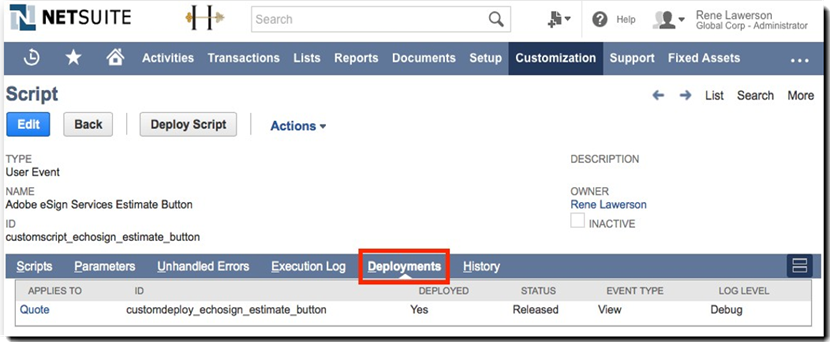 NETSUITE
H
Search
Help
Rene Lawerson
Global Corp - Administrator
Activities Transactions Lists Reports Documents Setup Customization Support Fixed Assets
Script
List Search More
Edit Back Deploy Script Actions
TYPE
User Event
DESCRIPTION
NAME
Adobe eSign Services Estimate Button
OWNER
Rene Lawerson
INACTIVE
ID
customscript_echosign_estimate_button
Scripts Parameters Unhandled Errors Execution Log Deployments History
APPLIES TO ID DEPLOYED STATUS EVENT TYPE LOG LEVEL
Quote customdeploy_echosign_estimate_button Yes Released View Debug